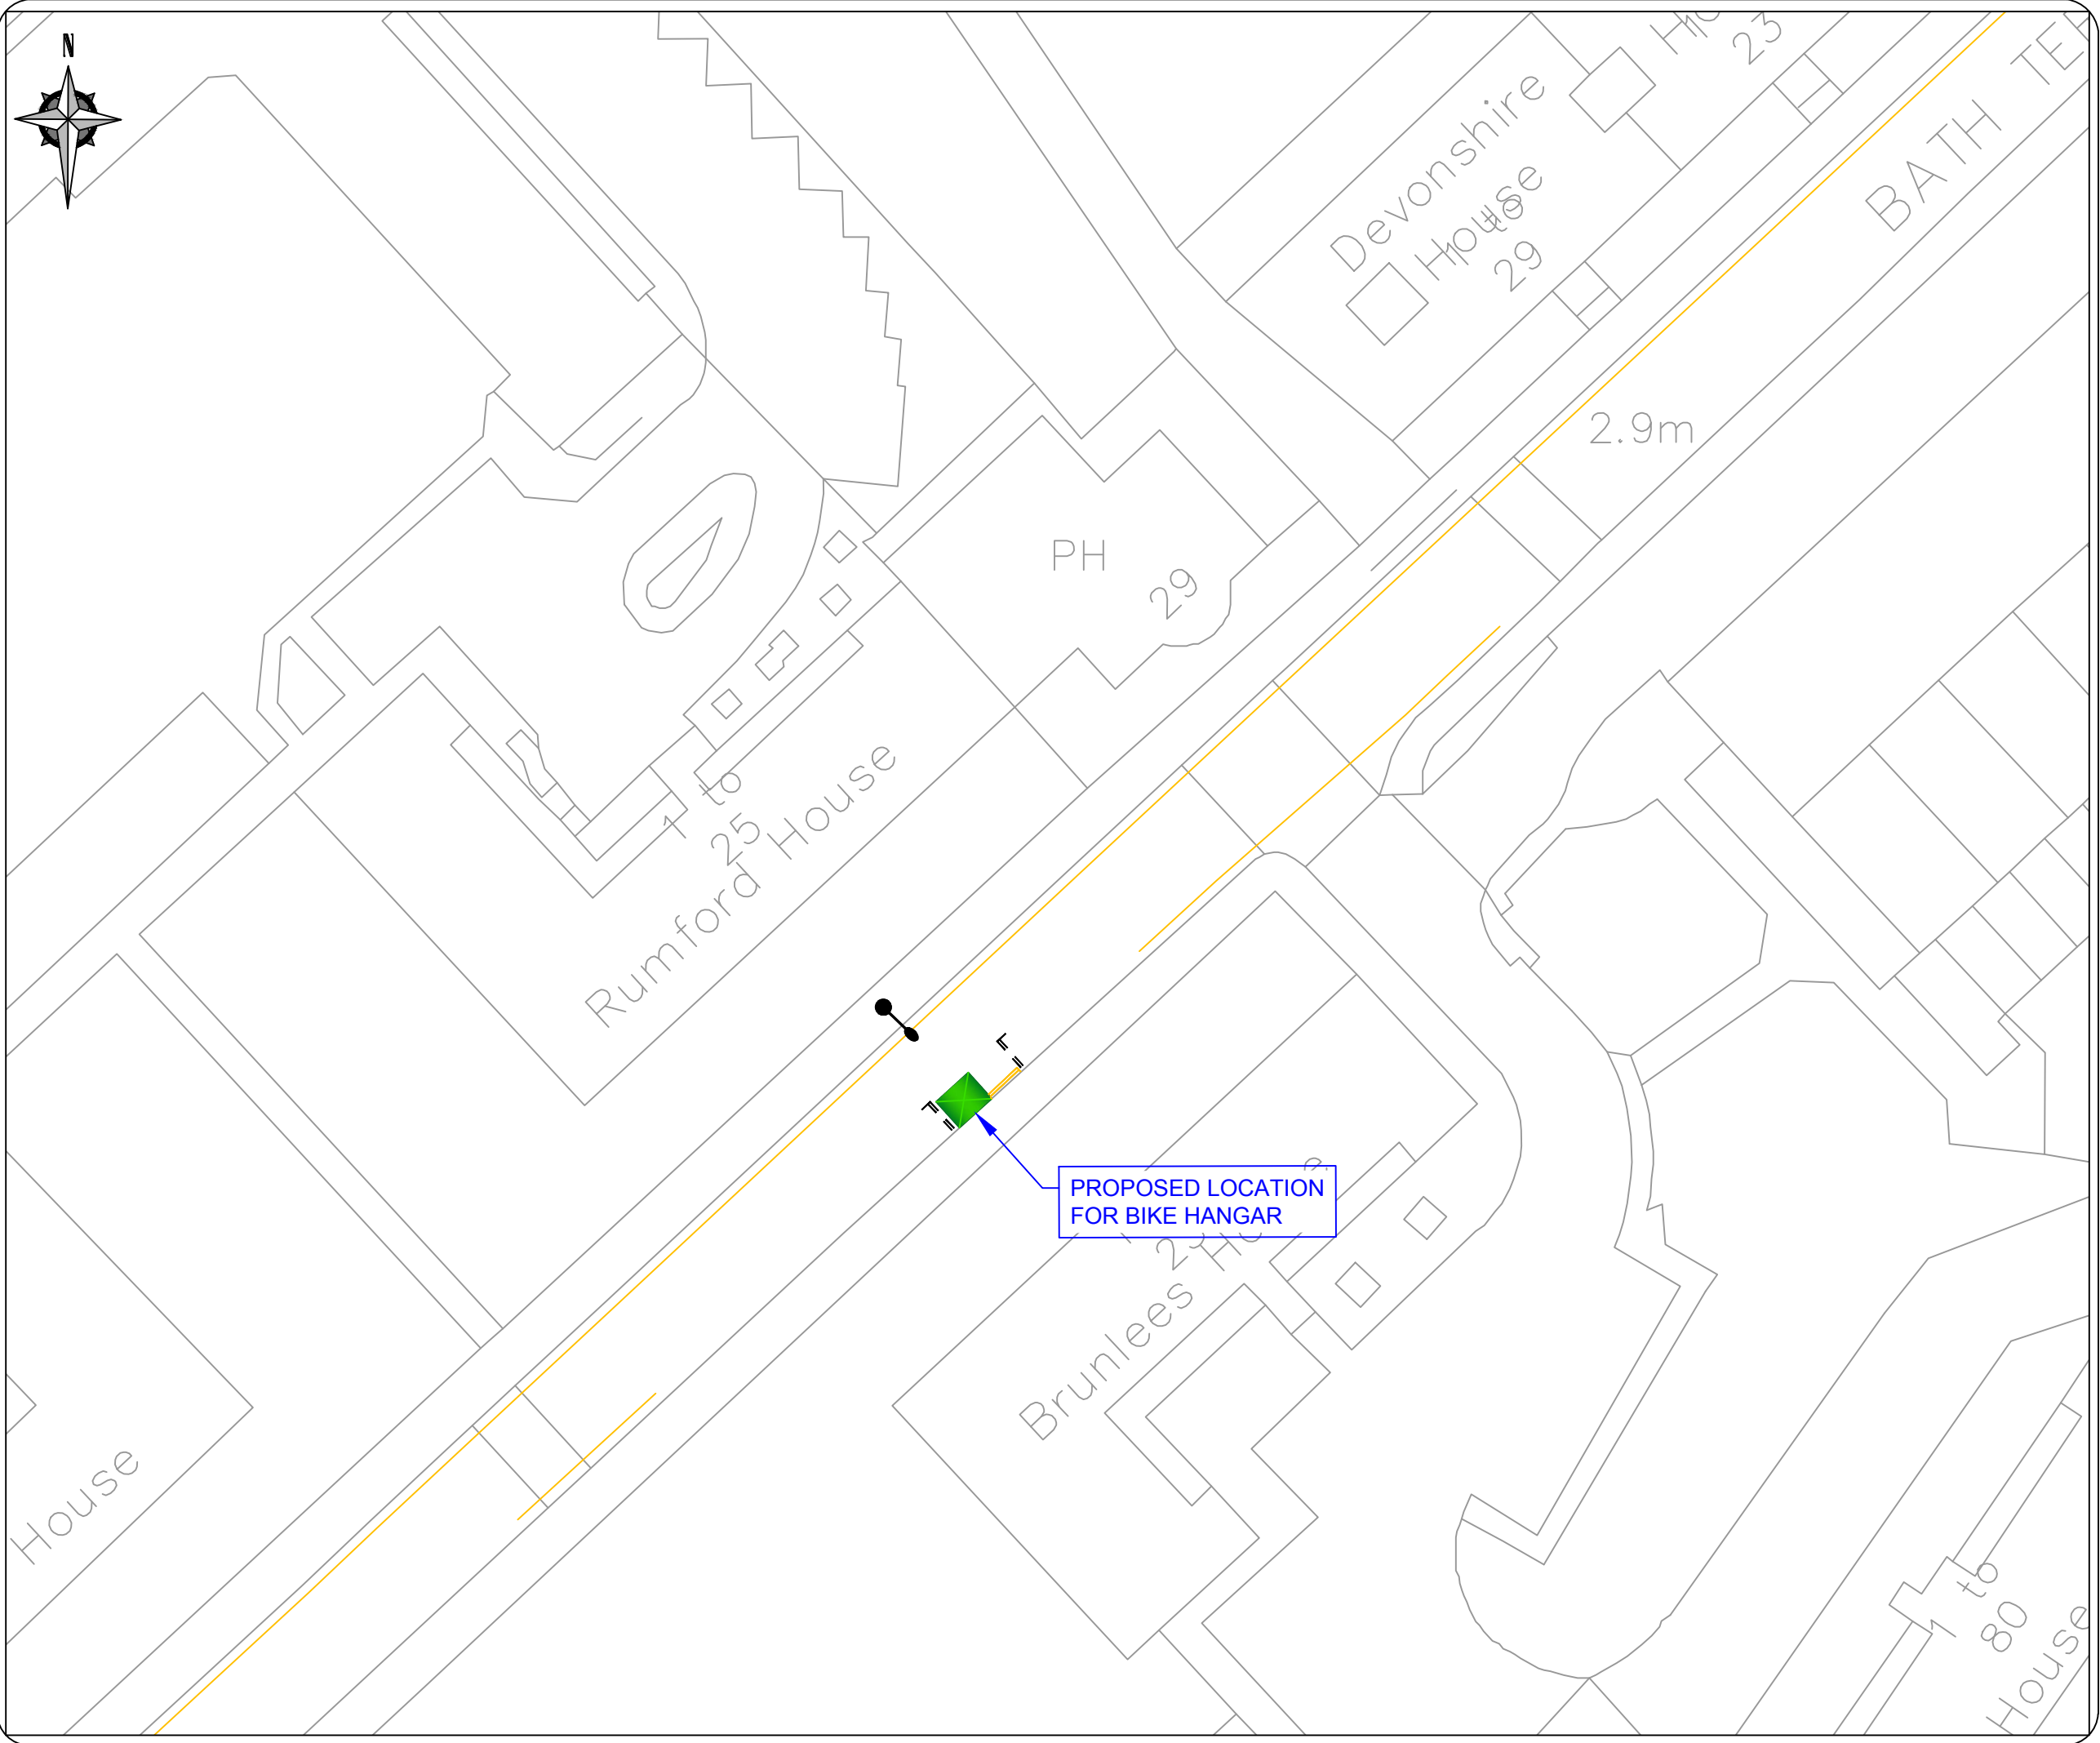 N
23
BATH TE
Devonshire
House
29
2.9m
PH
29
1 to
25
Rumford House
PROPOSED LOCATION
FOR BIKE HANGAR
Brunlees
House
to
80
House